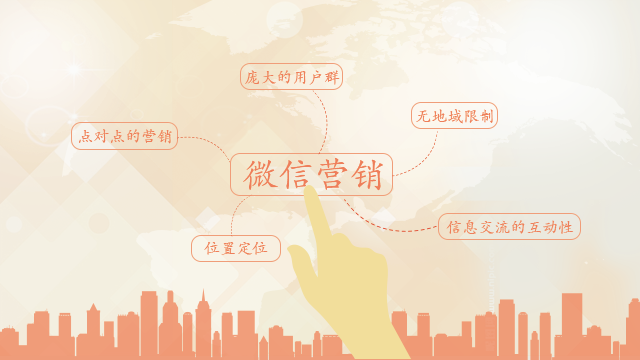 庞大的用户群
无地域限制
点对点的营销
微信营销
信息交流的互动性
位置定位